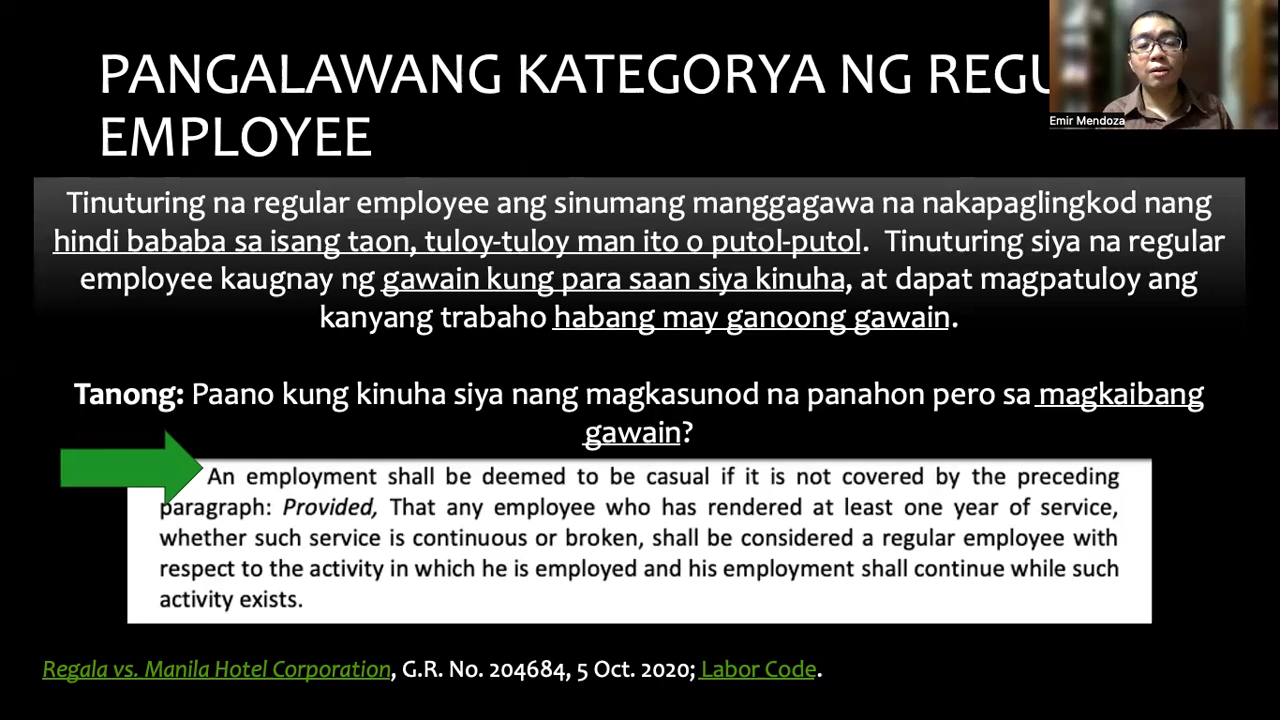 PANGALAWANG KATEGORYA NG REGU
EMPLOYEE
Emir Mendoza
Tinuturing na regular employee ang sinumang manggagawa na nakapaglingkod nang
hindi bababa sa isang taon, tuloy-tuloy man ito o putol-putol. Tinuturing siya na regular
employee kaugnay ng gawain kung para saan siya kinuha, at dapat magpatuloy ang
kanyang trabaho habang may ganoong gawain.
Tanong: Paano kung kinuha siya nang magkasunod na panahon pero sa magkaibang
gawain?
An employment shall be deemed to be casual if it is not covered by the preceding
paragraph: Provided, That any employee who has rendered at least one year of service,
whether such service is continuous or broken, shall be considered a regular employee with
respect to the activity in which he is employed and his employment shall continue while such
activity exists.
Regala vs. Manila Hotel Corporation, G.R. No. 204684, 5 Oct. 2020; Labor Code.